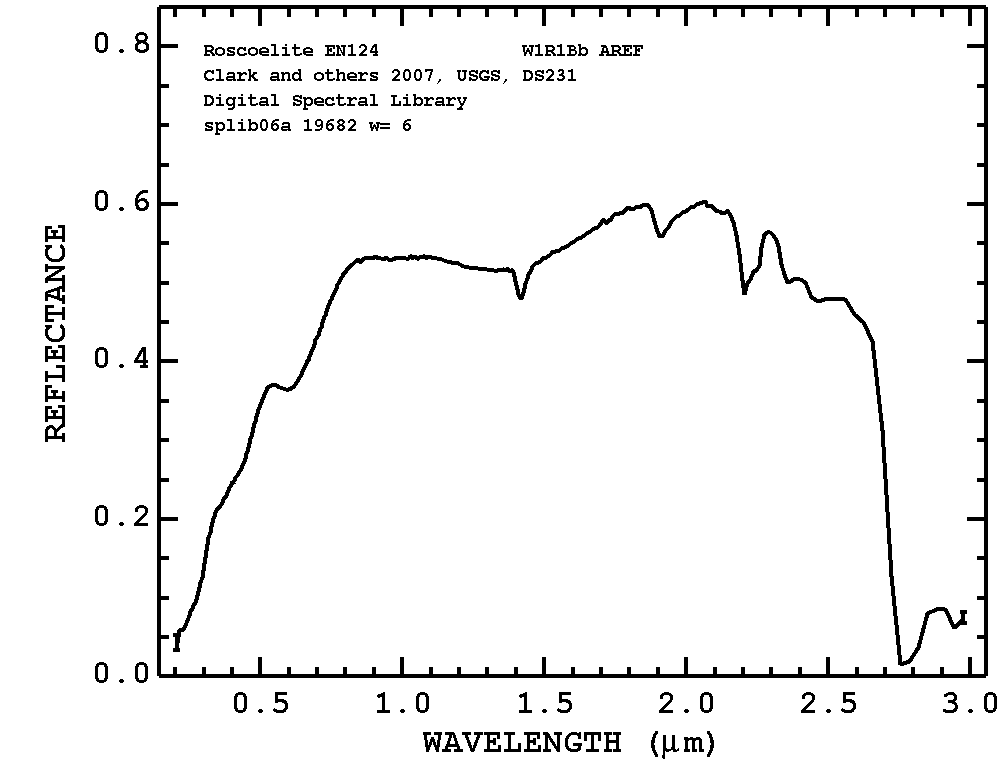 Roscoelite EN124 W1R1Bb AREF
Clark and others 2007, USGS, DS231
Digital Spectral Library
splib06a 19682 w= 6
0.8
0.6
0.4
0.2
0.0
REFLECTANCE
0.5 1.0 1.5 2.0 2.5 3.0
WAVELENGTH (μm)